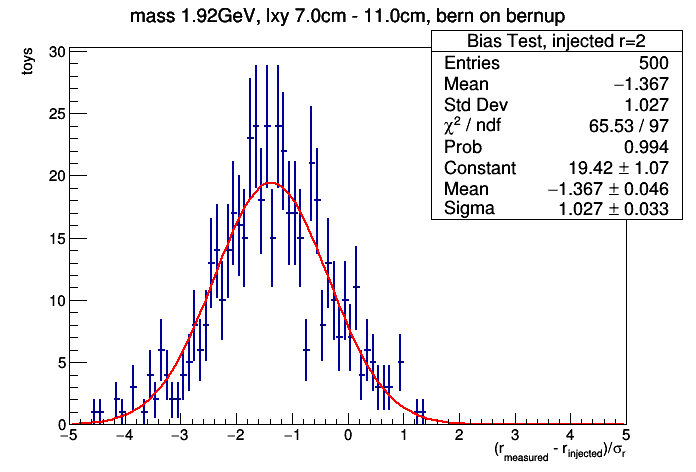 mass 1.92GeV, lxy 7.0cm - 11.0cm, bern on bernup
Bias Test, injected r=2
Entries 500
Mean −1.367
Std Dev 1.027
χ² / ndf 65.53 / 97
Prob 0.994
Constant 19.42 ± 1.07
Mean −1.367 ± 0.046
Sigma 1.027 ± 0.033
toys
30
25
20
15
10
5
0
−5 −4 −3 −2 −1 0 1 2 3 4 5
(r_measured - r_injected)/σ_r